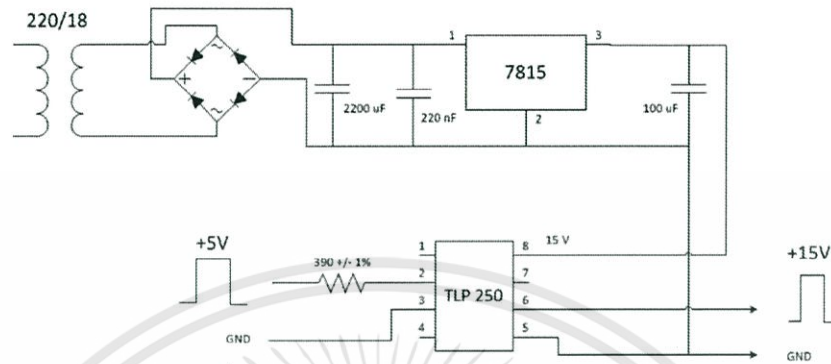 220/18
1
3
7815
2
2200 uF
220 nF
100 uF
~
+
-
~
+5V
390 +/- 1%
GND
1
2
3
4
TLP 250
8
7
6
5
15 V
+15V
GND